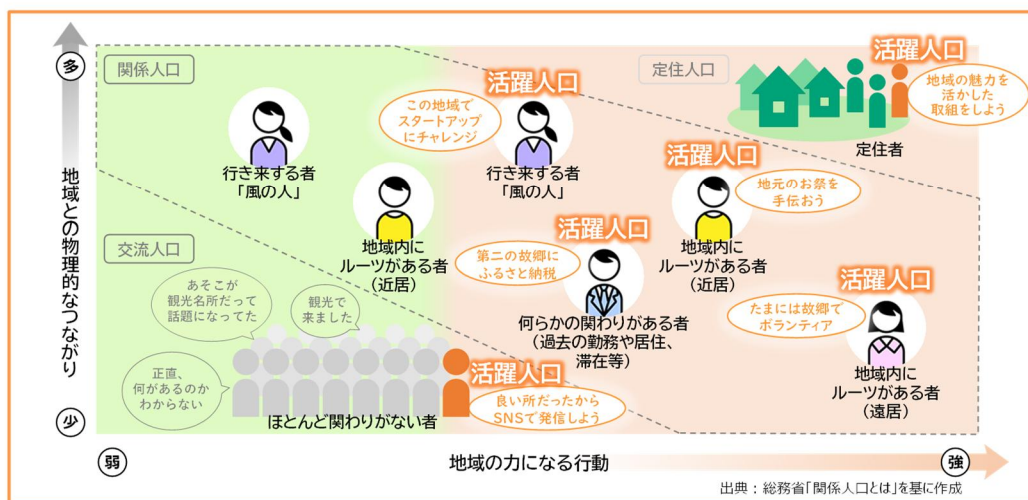 多
地域との物理的なつながり
少
弱
地域の力になる行動
強
関係人口
交流人口
定住人口
行き来する者
「風の人」
この地域で
スタートアップ
にチャレンジ
活躍人口
行き来する者
「風の人」
活躍人口
地域の魅力を
活かした
取組をしよう
定住者
地域内に
ルーツがある者
(近居)
活躍人口
地元のお祭を
手伝おう
地域内に
ルーツがある者
(近居)
活躍人口
第二の故郷に
ふるさと納税
何らかの関わりがある者
(過去の勤務や居住、
滞在等)
活躍人口
たまには故郷で
ボランティア
地域内に
ルーツがある者
(遠居)
あそこが
観光名所だって
話題になってた
観光で
来ました
正直、
何があるのか
わからない
ほとんど関わりがない者
活躍人口
良い所だったから
SNSで発信しよう
出典:総務省「関係人口とは」を基に作成